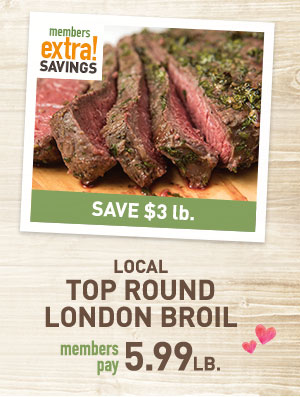 members
extra!
SAVINGS
SAVE $3 lb.
LOCAL
TOP ROUND
LONDON BROIL
members
pay 5.99LB.